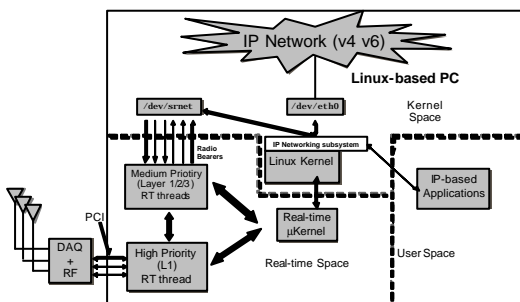 IP Network (v4 v6)
Linux-based PC
/dev/srnet
/dev/eth0
Kernel
Space
Radio
Bearers
IP Networking subsystem
Linux Kernel
Medium Priotiry
(Layer 1/2/3)
RT threads
IP-based
Applications
PCI
Real-time
µKernel
DAQ
+
RF
High Priority
(L1)
RT thread
Real-time Space
User Space